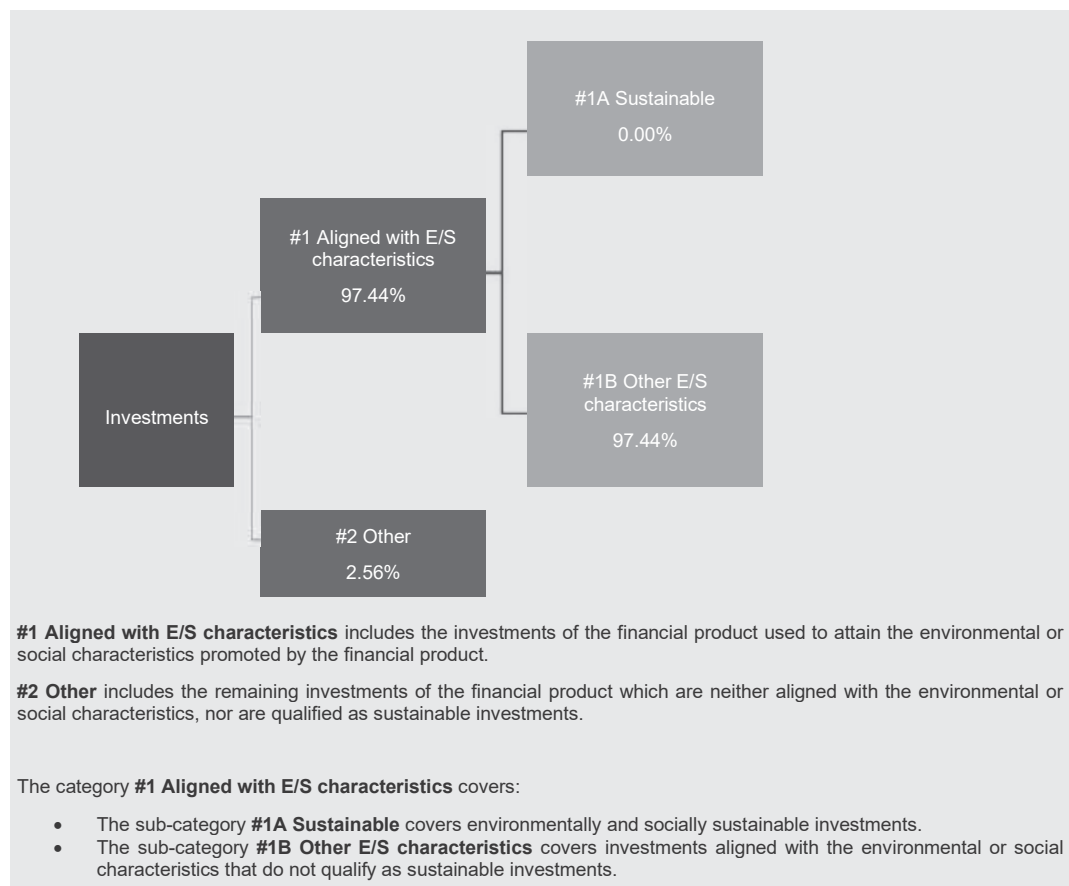 #1A Sustainable
0.00%
#1 Aligned with E/S
characteristics
97.44%
Investments
#1B Other E/S
characteristics
97.44%
#2 Other
2.56%
#1 Aligned with E/S characteristics includes the investments of the financial product used to attain the environmental or
social characteristics promoted by the financial product.
#2 Other includes the remaining investments of the financial product which are neither aligned with the environmental or
social characteristics, nor are qualified as sustainable investments.
The category #1 Aligned with E/S characteristics covers:
• The sub-category #1A Sustainable covers environmentally and socially sustainable investments.
• The sub-category #1B Other E/S characteristics covers investments aligned with the environmental or social
characteristics that do not qualify as sustainable investments.